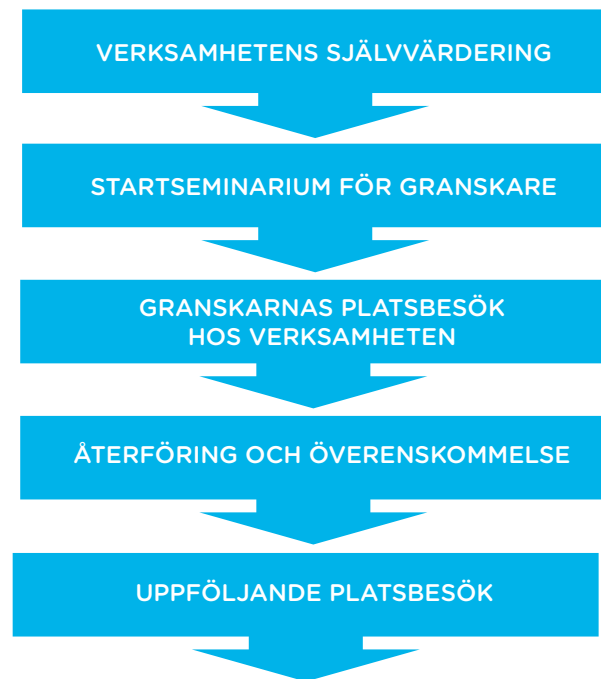 VERKSAMHETENS SJÄLVVÄRDERING
STARTSEMINARIUM FÖR GRANSKARE
GRANSKARNAS PLATSBESÖK
HOS VERKSAMHETEN
ÅTERFÖRING OCH ÖVERENSKOMMELSE
UPPFÖLJANDE PLATSBESÖK